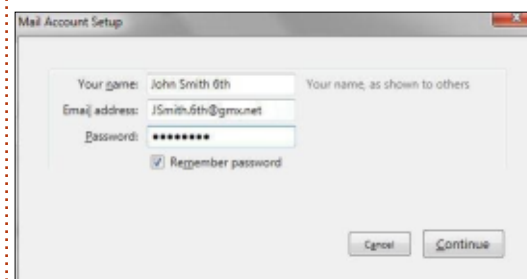 Mail Account Setup
Your name: John Smith 6th Your name, as shown to others
Email address: JSmith.6th@gmx.net
Password: ••••••••
Remember password
Cancel Continue